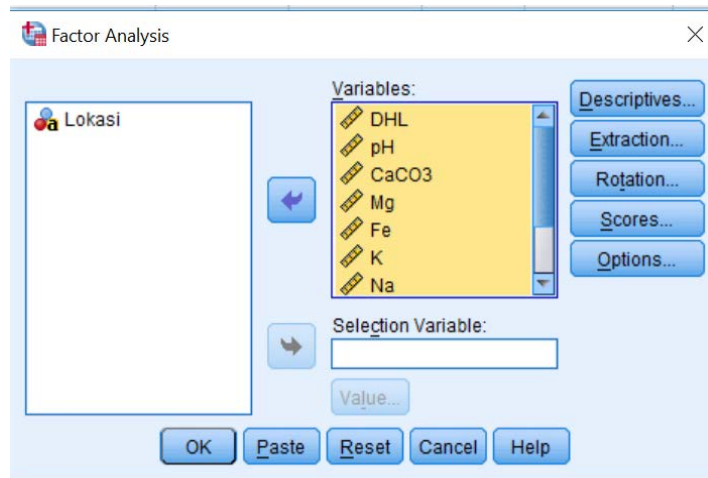 Factor Analysis
Lokasi
Variables:
DHL
pH
CaCO3
Mg
Fe
K
Na
Selection Variable:
Value...
Descriptives...
Extraction...
Rotation...
Scores...
Options...
OK Paste Reset Cancel Help